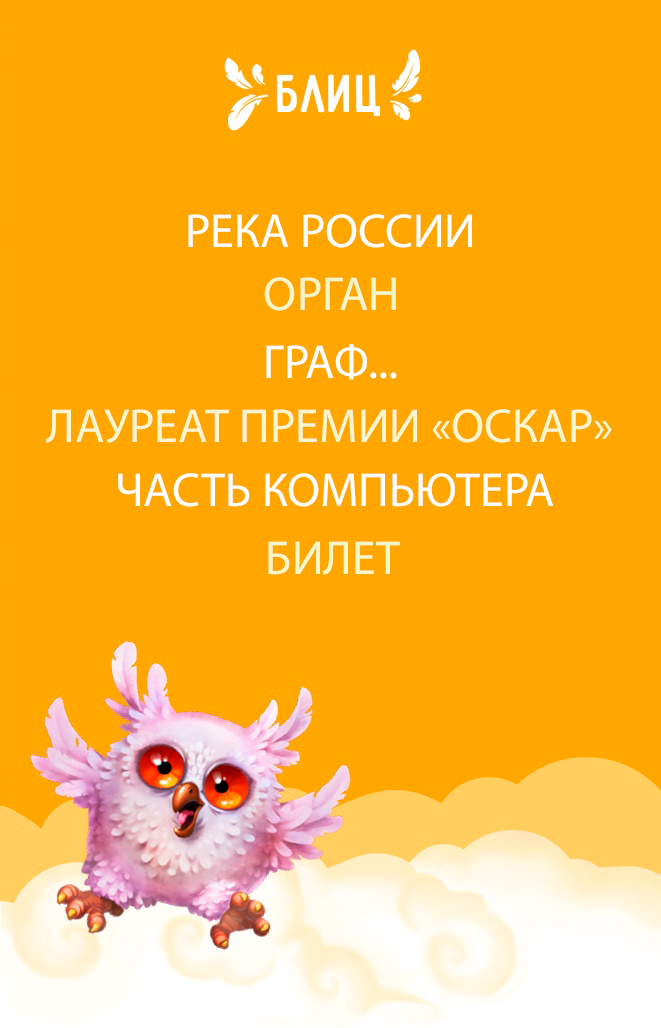 БЛИЦ
РЕКА РОССИИ
ОРГАН
ГРАФ...
ЛАУРЕАТ ПРЕМИИ «ОСКАР»
ЧАСТЬ КОМПЬЮТЕРА
БИЛЕТ